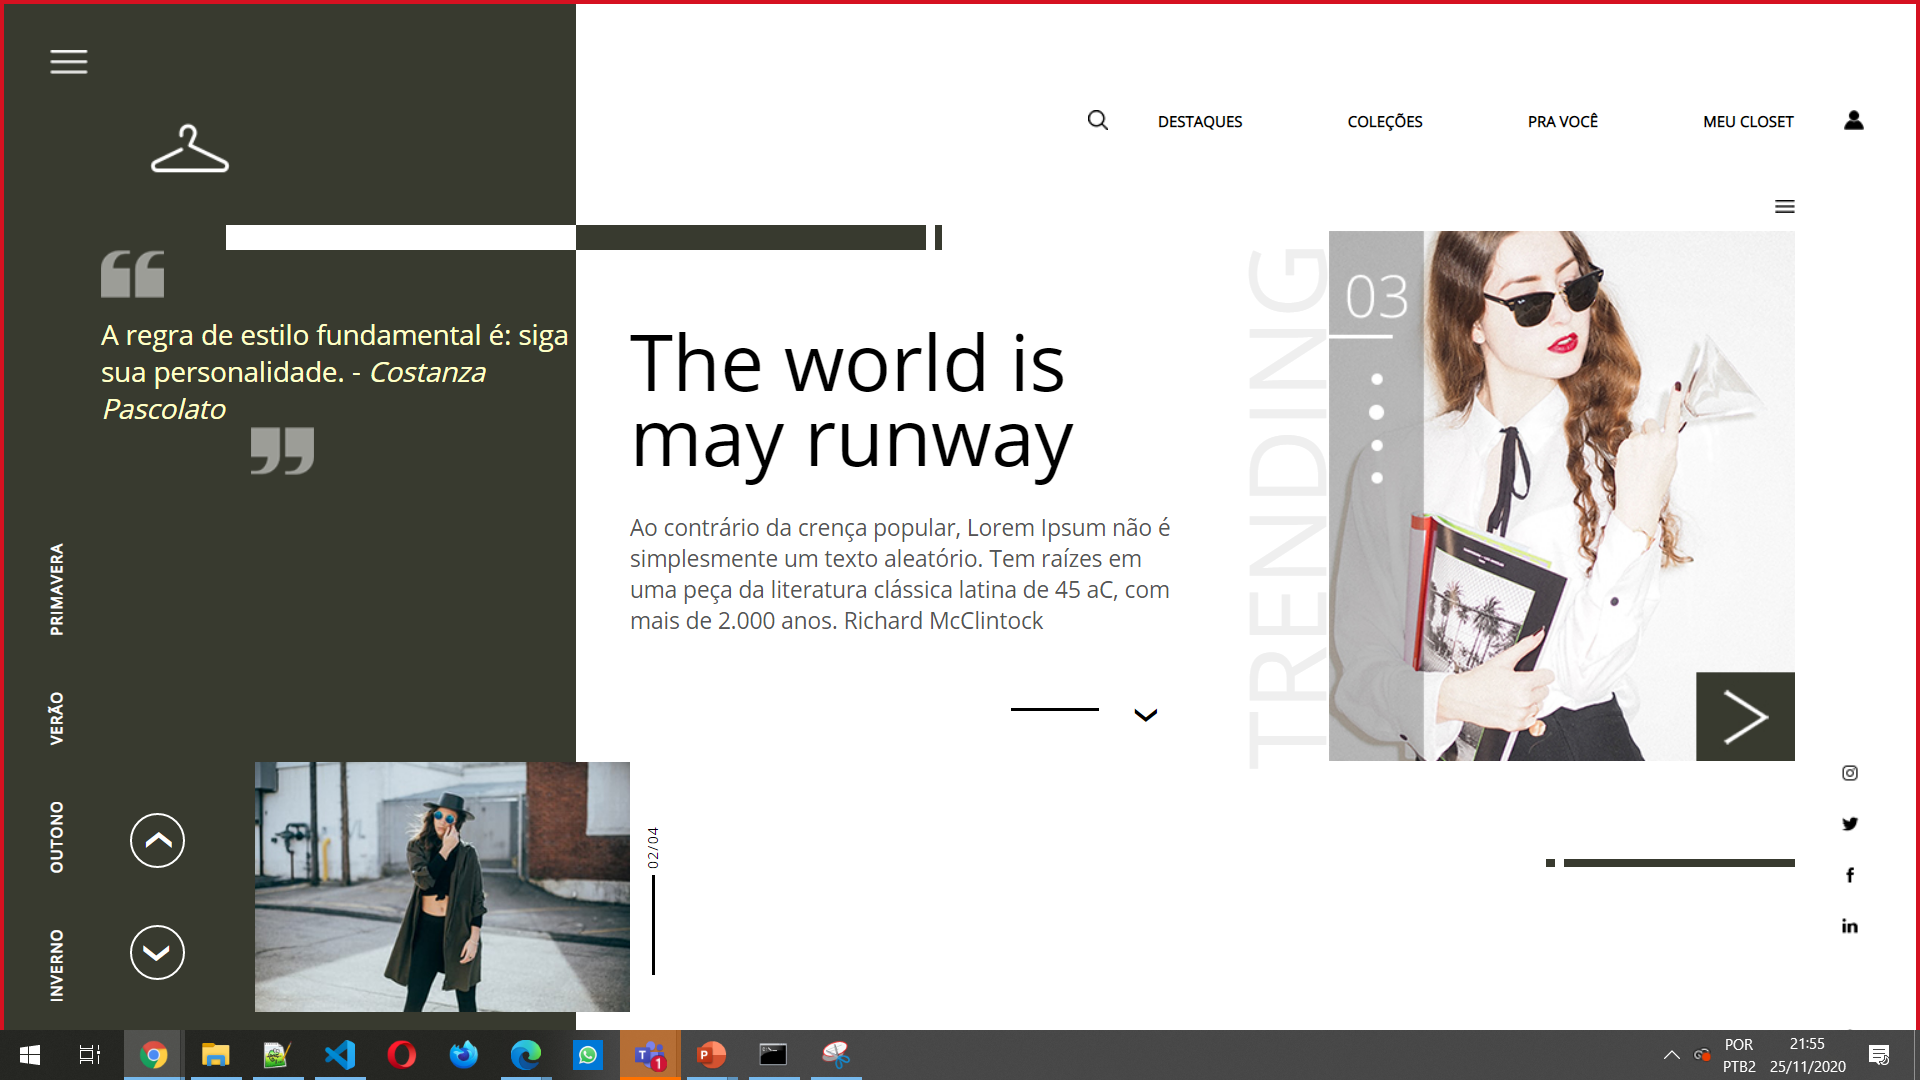 DESTAQUES
COLEÇÕES
PRA VOCÊ
MEU CLOSET
A regra de estilo fundamental é: siga
sua personalidade. - Costanza
Pascolato
The world is
may runway
Ao contrário da crença popular, Lorem Ipsum não é
simplesmente um texto aleatório. Tem raízes em
uma peça da literatura clássica latina de 45 aC, com
mais de 2.000 anos. Richard McClintock
TRENDING
03
PRIMAVERA
VERÃO
OUTONO
INVERNO
02/04
POR
PTB2
21:55
25/11/2020
1